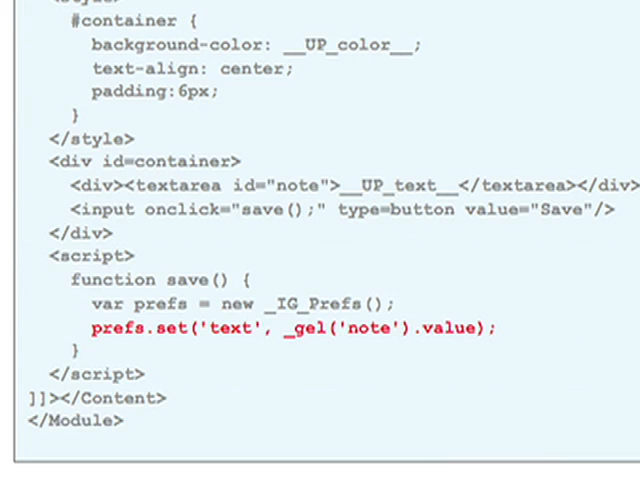 #container {
background-color: __UP_color__;
text-align: center;
padding:6px;
}
</style>
<div id=container>
<div><textarea id="note">__UP_text__</textarea></div>
<input onclick="save();" type=button value="Save"/>
</div>
<script>
function save() {
var prefs = new _IG_Prefs();
prefs.set('text', _gel('note').value);
}
</script>
]]></Content>
</Module>